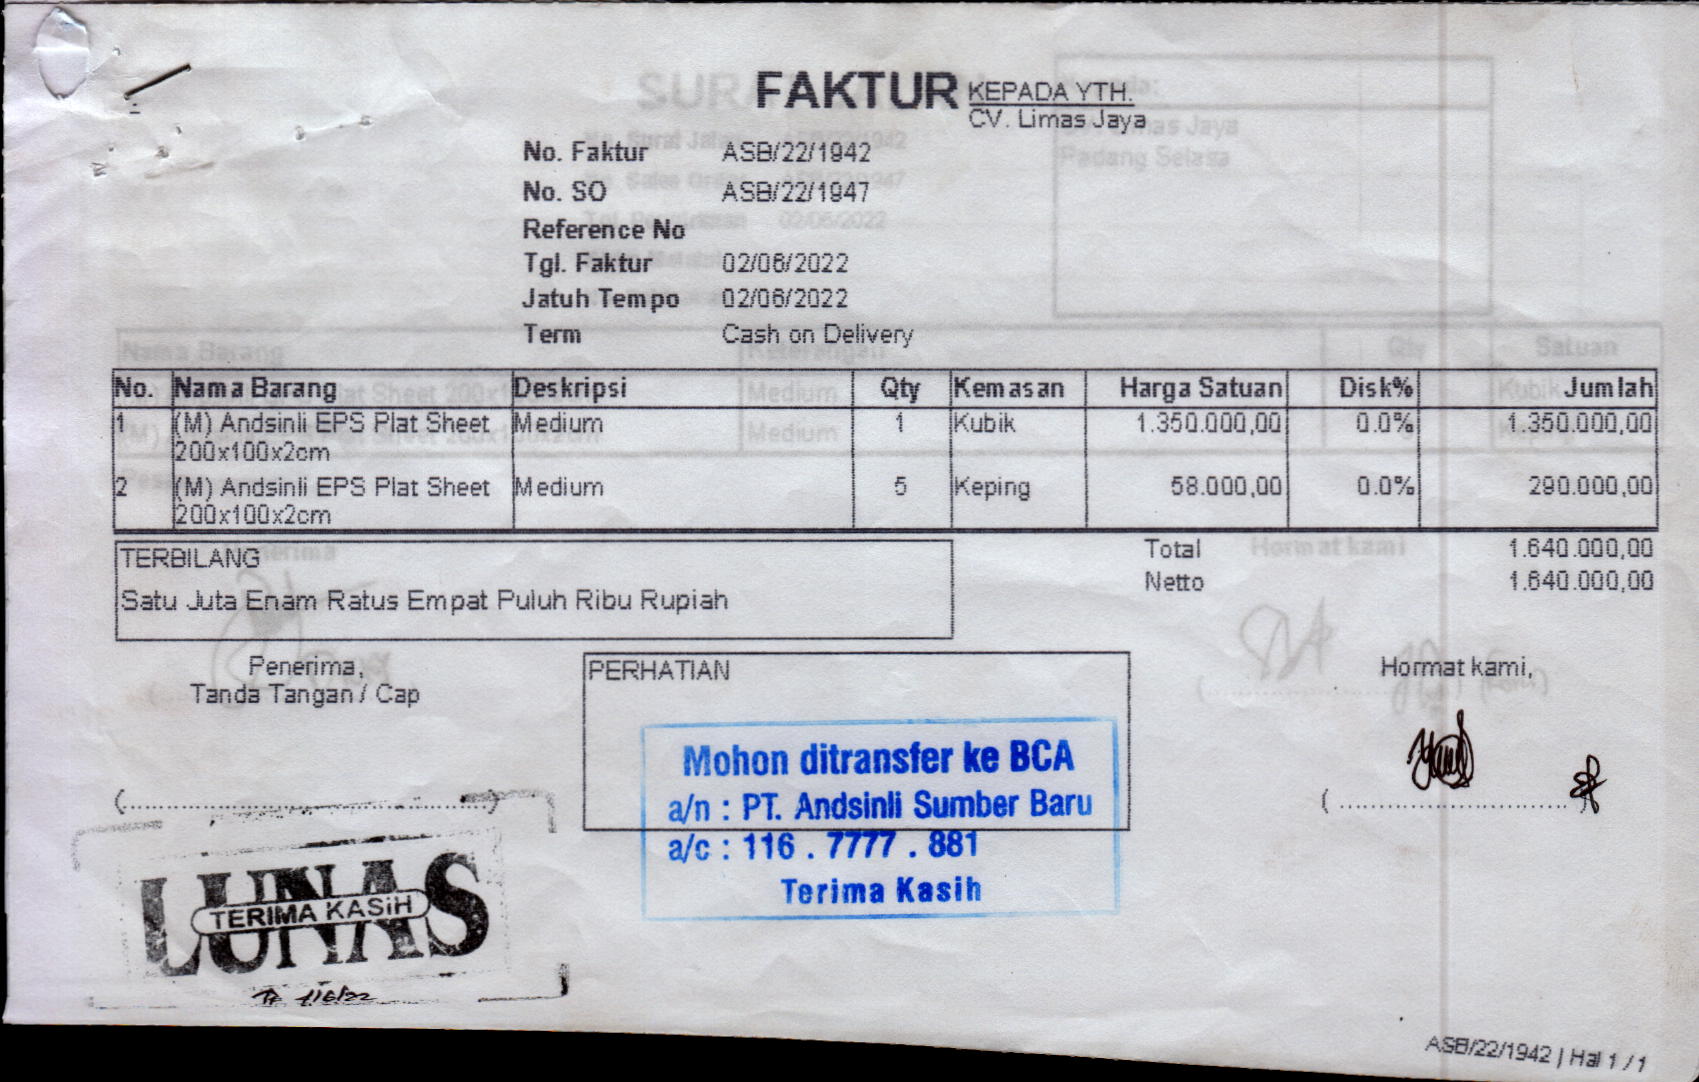 FAKTUR
KEPADA YTH.
CV. Limas Jaya
No. Faktur ASB/22/1942
No. SO ASB/22/1947
Reference No
Tgl. Faktur 02/06/2022
Jatuh Tempo 02/06/2022
Term Cash on Delivery
No. Nama Barang Deskripsi Qty Kemasan Harga Satuan Disk% Jumlah
1 (M) Andsinli EPS Plat Sheet Medium 1 Kubik 1.350.000,00 0.0% 1.350.000,00
200x100x2cm
2 (M) Andsinli EPS Plat Sheet Medium 5 Keping 58.000,00 0.0% 290.000,00
200x100x2cm
TERBILANG
Satu Juta Enam Ratus Empat Puluh Ribu Rupiah
Total 1.640.000,00
Netto 1.640.000,00
Penerima,
Tanda Tangan / Cap
PERHATIAN
Hormat kami,
Mohon ditransfer ke BCA
a/n : PT. Andsinli Sumber Baru
a/c : 116 . 7777 . 881
Terima Kasih
LUNAS
TERIMA KASiH
ASB/22/1942 | Hal 1 / 1